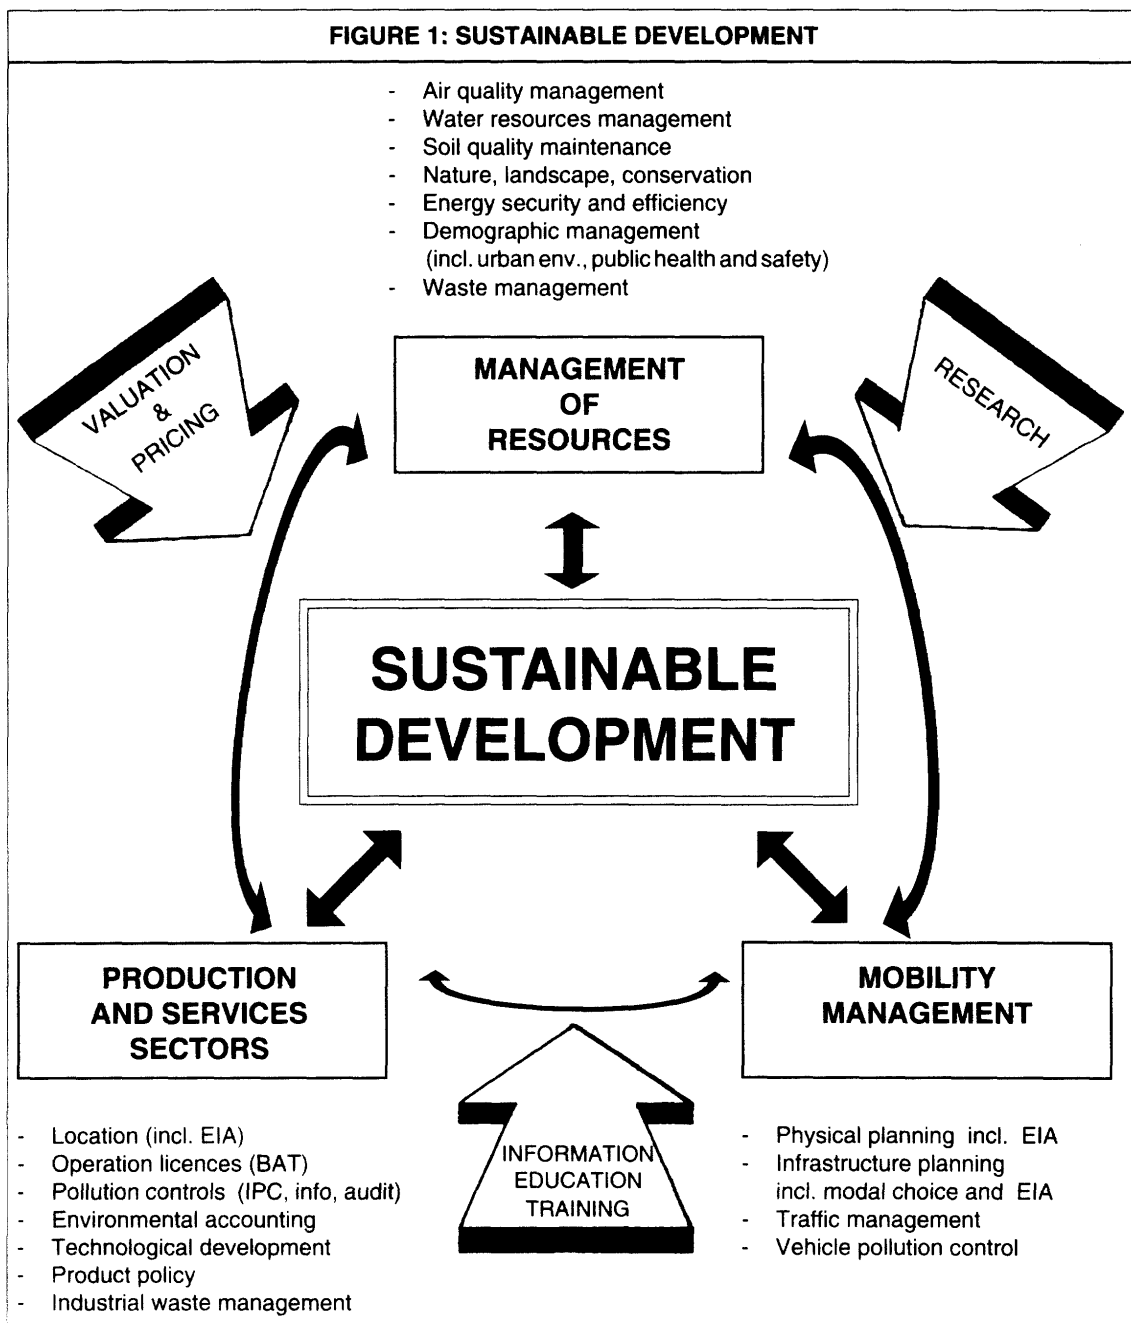 FIGURE 1: SUSTAINABLE DEVELOPMENT
- Air quality management
- Water resources management
- Soil quality maintenance
- Nature, landscape, conservation
- Energy security and efficiency
- Demographic management
(incl. urban env., public health and safety)
- Waste management
VALUATION
&
PRICING
MANAGEMENT
OF
RESOURCES
RESEARCH
SUSTAINABLE
DEVELOPMENT
PRODUCTION
AND SERVICES
SECTORS
MOBILITY
MANAGEMENT
INFORMATION
EDUCATION
TRAINING
- Location (incl. EIA)
- Operation licences (BAT)
- Pollution controls (IPC, info, audit)
- Environmental accounting
- Technological development
- Product policy
- Industrial waste management
- Physical planning incl. EIA
- Infrastructure planning
incl. modal choice and EIA
- Traffic management
- Vehicle pollution control